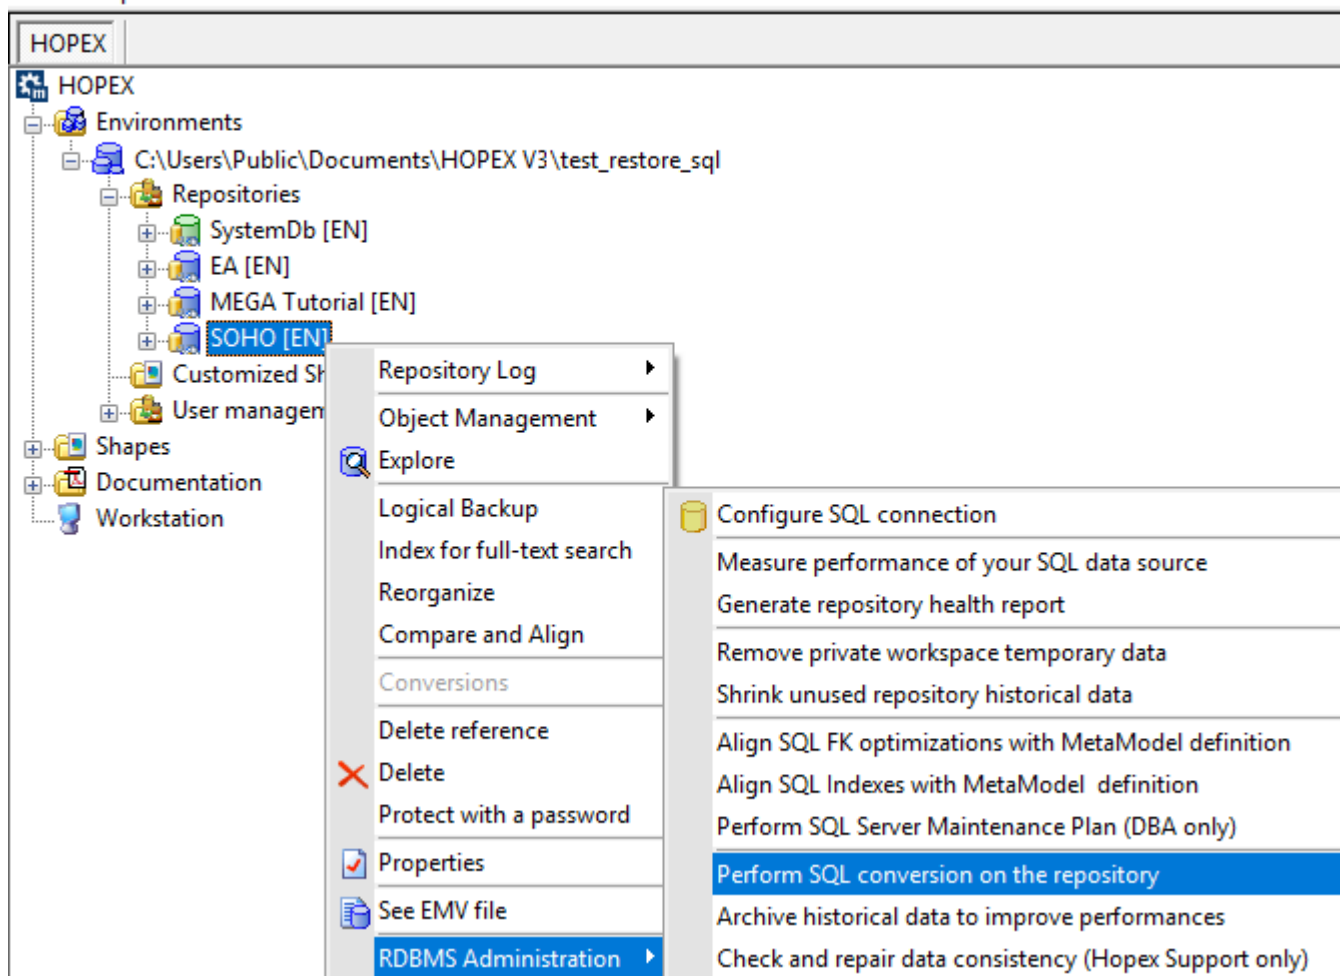 HOPEX
HOPEX
Environments
C:\Users\Public\Documents\HOPEX V3\test_restore_sql
Repositories
SystemDb [EN]
EA [EN]
MEGA Tutorial [EN]
SOHO [EN]
Customized Sh
User managem
Shapes
Documentation
Workstation
Repository Log
Object Management
Explore
Logical Backup
Index for full-text search
Reorganize
Compare and Align
Conversions
Delete reference
Delete
Protect with a password
Properties
See EMV file
RDBMS Administration
Configure SQL connection
Measure performance of your SQL data source
Generate repository health report
Remove private workspace temporary data
Shrink unused repository historical data
Align SQL FK optimizations with MetaModel definition
Align SQL Indexes with MetaModel  definition
Perform SQL Server Maintenance Plan (DBA only)
Perform SQL conversion on the repository
Archive historical data to improve performances
Check and repair data consistency (Hopex Support only)